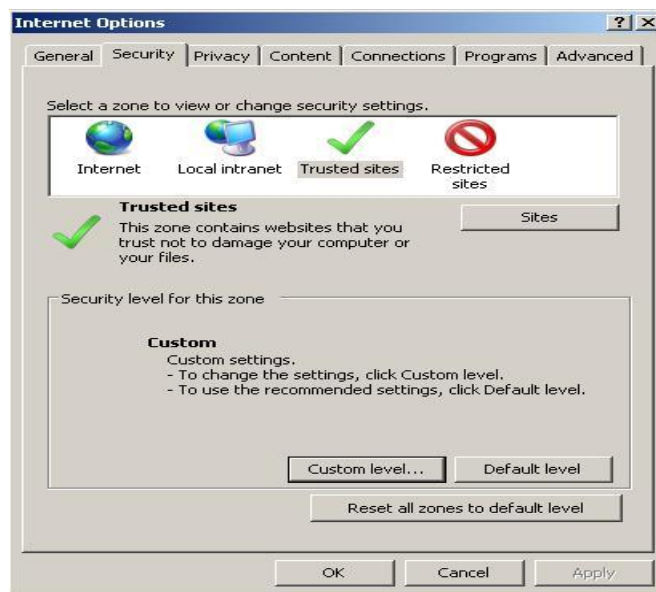 Internet Options
General Security Privacy Content Connections Programs Advanced
Select a zone to view or change security settings.
Internet Local intranet Trusted sites Restricted
sites
Trusted sites
Sites
This zone contains websites that you
trust not to damage your computer or
your files.
Security level for this zone
Custom
Custom settings.
- To change the settings, click Custom level.
- To use the recommended settings, click Default level.
Custom level... Default level
Reset all zones to default level
OK Cancel Apply